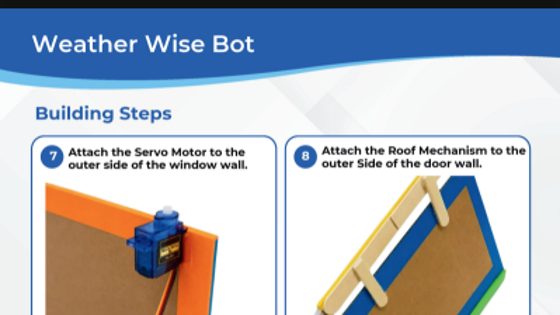 Weather Wise Bot
Building Steps
7 Attach the Servo Motor to the
outer side of the window wall.
8 Attach the Roof Mechanism to the
outer Side of the door wall.